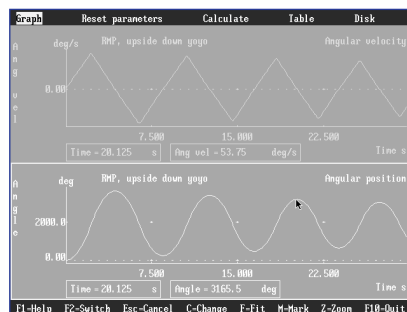 Graph Reset parameters Calculate Table Disk
Ang vel
deg/s RMP, upside down yoyo Angular velocity
0.00
7.500 15.000 22.500
Time = 20.125 s Ang vel = 53.75 deg/s Time s
Angle
deg RMP, upside down yoyo Angular position
2000.0
0.00
7.500 15.000 22.500
Time = 20.125 s Angle = 3165.5 deg Time s
F1-Help F2-Switch Esc-Cancel C-Change F-Fit M-Mark Z-Zoom F10-Quit